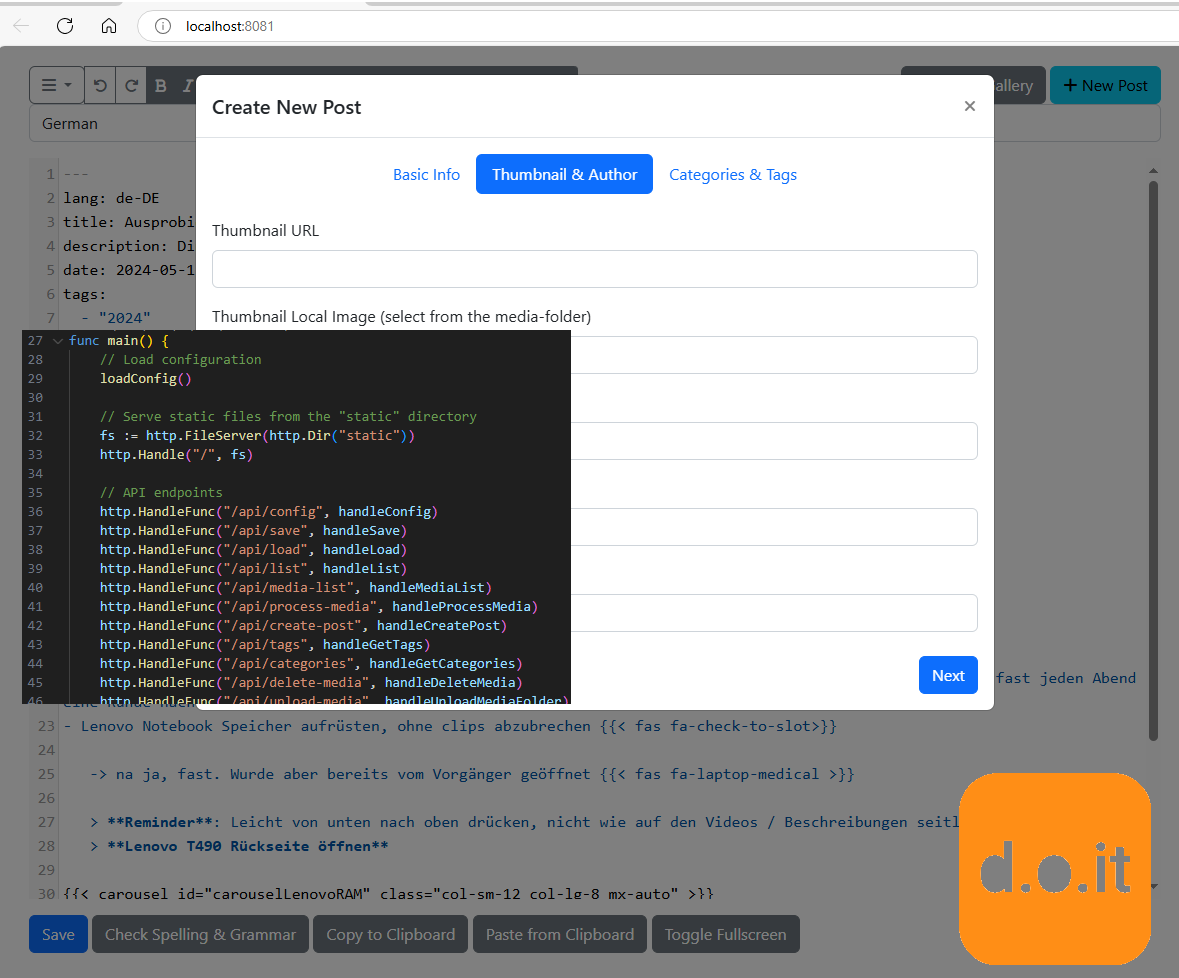 localhost:8081
B I
allery
+ New Post
German
Create New Post
×
Basic Info
Thumbnail & Author
Categories & Tags
Thumbnail URL
Thumbnail Local Image (select from the media-folder)
Next
1 ---
2 lang: de-DE
3 title: Ausprobi
4 description: Di
5 date: 2024-05-1
6 tags:
7 - "2024"
27 func main() {
28 // Load configuration
29 loadConfig()
30
31 // Serve static files from the "static" directory
32 fs := http.FileServer(http.Dir("static"))
33 http.Handle("/", fs)
34
35 // API endpoints
36 http.HandleFunc("/api/config", handleConfig)
37 http.HandleFunc("/api/save", handleSave)
38 http.HandleFunc("/api/load", handleLoad)
39 http.HandleFunc("/api/list", handleList)
40 http.HandleFunc("/api/media-list", handleMediaList)
41 http.HandleFunc("/api/process-media", handleProcessMedia)
42 http.HandleFunc("/api/create-post", handleCreatePost)
43 http.HandleFunc("/api/tags", handleGetTags)
44 http.HandleFunc("/api/categories", handleGetCategories)
45 http.HandleFunc("/api/delete-media", handleDeleteMedia)
46 http.HandleFunc("/api/upload-media", handleUploadMediaFolder)
fast jeden Abend
23 - Lenovo Notebook Speicher aufrüsten, ohne clips abzubrechen {{< fas fa-check-to-slot>}}
24
25 -> na ja, fast. Wurde aber bereits vom Vorgänger geöffnet {{< fas fa-laptop-medical >}}
26
27 > **Reminder**: Leicht von unten nach oben drücken, nicht wie auf den Videos / Beschreibungen seitl
28 > **Lenovo T490 Rückseite öffnen**
29
30 {{< carousel id="carouselLenovoRAM" class="col-sm-12 col-lg-8 mx-auto" >}}
d.o.it
Save
Check Spelling & Grammar
Copy to Clipboard
Paste from Clipboard
Toggle Fullscreen